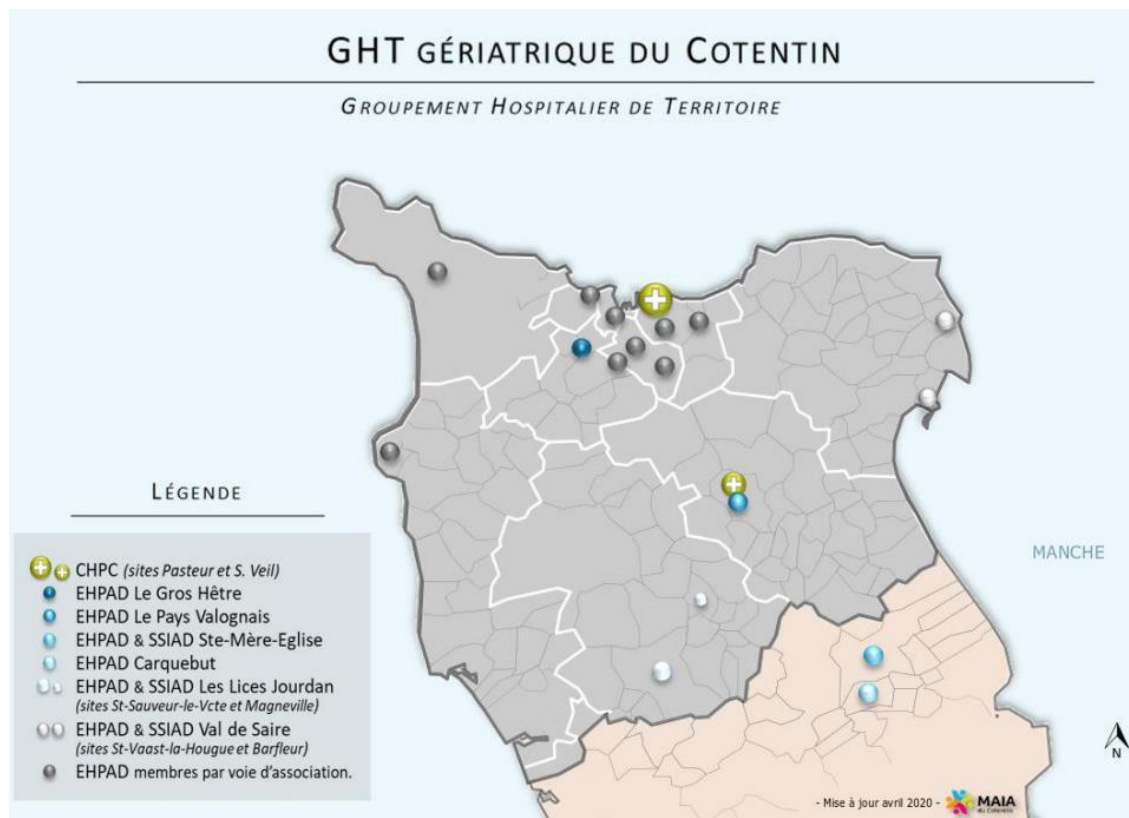 GHT GÉRIATRIQUE DU COTENTIN
GROUPEMENT HOSPITALIER DE TERRITOIRE
LÉGENDE
CHPC (sites Pasteur et S. Veil)
EHPAD Le Gros Hêtre
EHPAD Le Pays Valognais
EHPAD & SSIAD Ste-Mère-Eglise
EHPAD Carquebut
EHPAD & SSIAD Les Lices Jourdan
(sites St-Sauveur-le-Vcte et Magneville)
EHPAD & SSIAD Val de Saire
(sites St-Vaast-la-Hougue et Barfleur)
EHPAD membres par voie d'association.
MANCHE
N
- Mise à jour avril 2020 -
MAIA
du Cotentin